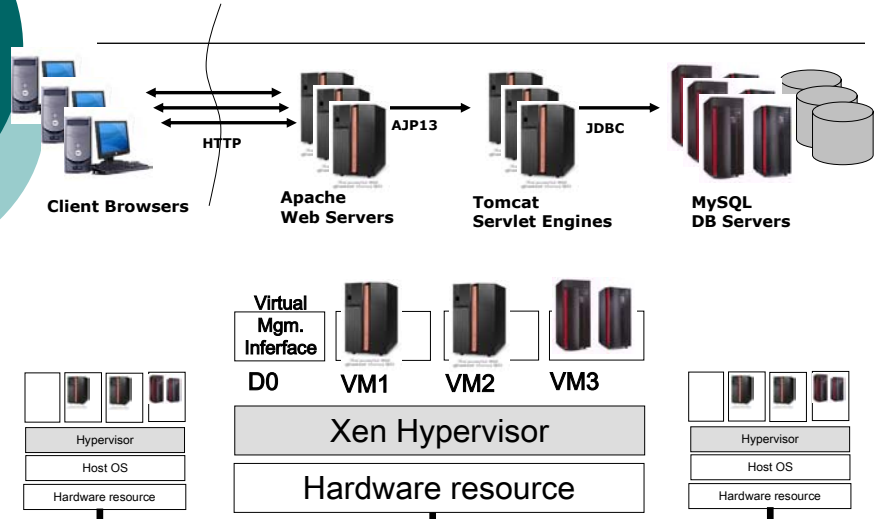 HTTP
AJP13
JDBC
Client Browsers
Apache
Web Servers
Tomcat
Servlet Engines
MySQL
DB Servers
Virtual
Mgm.
Inferface
D0
VM1
VM2
VM3
Xen Hypervisor
Hardware resource
Hypervisor
Host OS
Hardware resource
Hypervisor
Host OS
Hardware resource